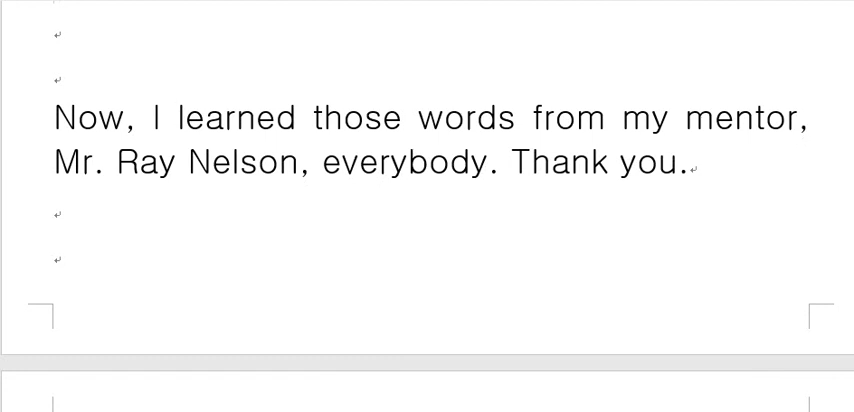 Now, I learned those words from my mentor,
Mr. Ray Nelson, everybody. Thank you.